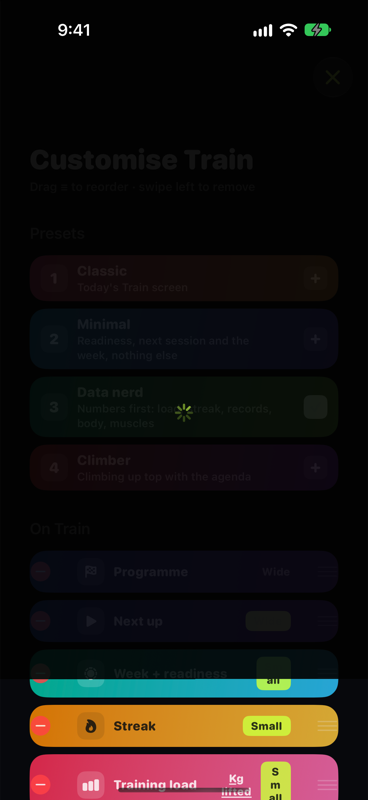 9:41
Customise Train
Drag ≡ to reorder · swipe left to remove
Presets
1
Classic
Today's Train screen
2
Minimal
Readiness, next session and the
week, nothing else
3
Data nerd
Numbers first: load, streak, records,
body, muscles
4
Climber
Climbing up top with the agenda
On Train
Programme
Wide
Next up
Week + readiness
all
Streak
Small
Training load
Kg
lifted
S
m
all